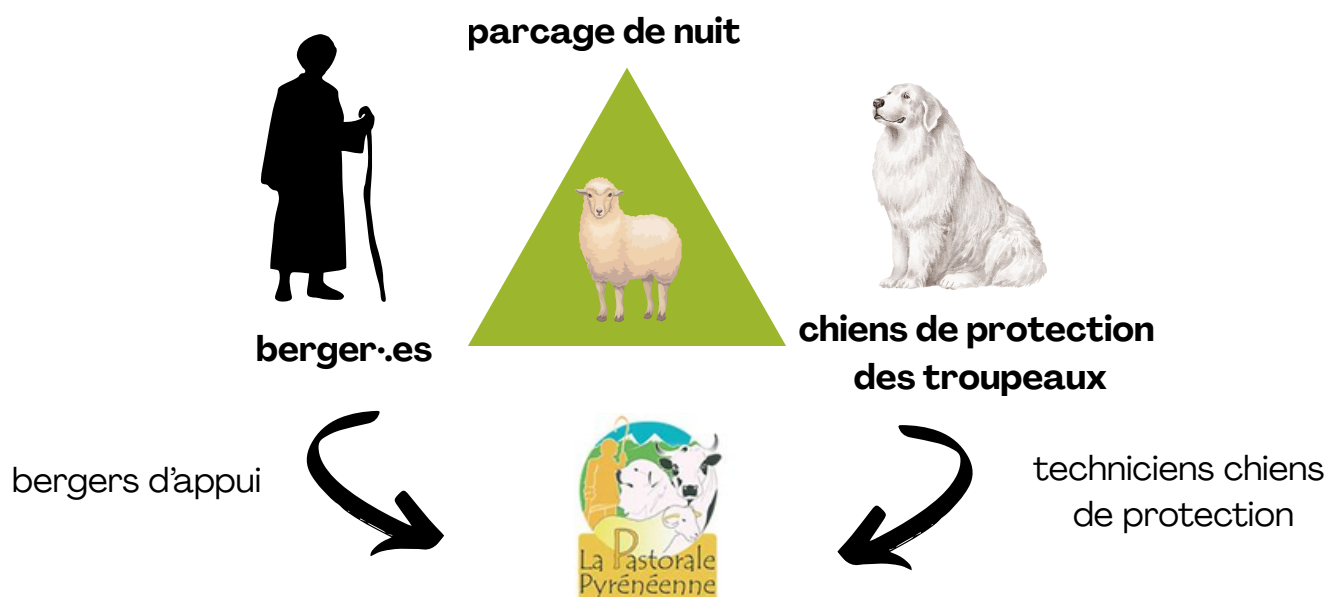 parcage de nuit
berger·.es
chiens de protection
des troupeaux
bergers d'appui
techniciens chiens
de protection
La Pastorale
Pyrénéenne